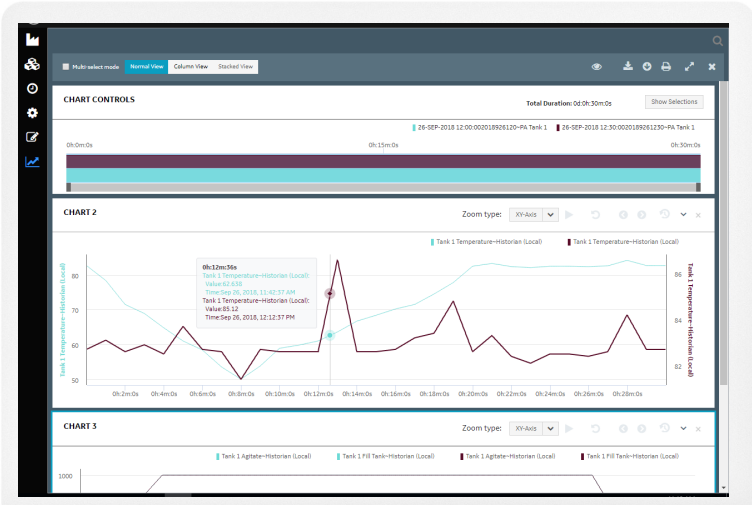 Multi-select mode Normal View Column View Stacked View
CHART CONTROLS
Total Duration: 0d:0h:30m:0s Show Selections
26-SEP-2018 12:00:002018926120~PA Tank 1 26-SEP-2018 12:30:0020189261230~PA Tank 1
0h:0m:0s 0h:15m:0s 0h:30m:0s
CHART 2 Zoom type: XY-Axis
Tank 1 Temperature~Historian (Local) Tank 1 Temperature~Historian (Local)
0h:12m:36s
Tank 1 Temperature~Historian (Local):
Value:62.638
Time:Sep 26, 2018, 11:42:37 AM
Tank 1 Temperature~Historian (Local):
Value:85.12
Time:Sep 26, 2018, 12:12:37 PM
Tank 1 Temperature~Historian (Local)
80
70
60
50
86
84
82
Tank 1 Temperature~Historian (Local)
0h:2m:0s 0h:4m:0s 0h:6m:0s 0h:8m:0s 0h:10m:0s 0h:12m:0s 0h:14m:0s 0h:16m:0s 0h:18m:0s 0h:20m:0s 0h:22m:0s 0h:24m:0s 0h:26m:0s 0h:28m:0s
CHART 3 Zoom type: XY-Axis
Tank 1 Agitate~Historian (Local) Tank 1 Fill Tank~Historian (Local) Tank 1 Agitate~Historian (Local) Tank 1 Fill Tank~Historian (Local)
1000